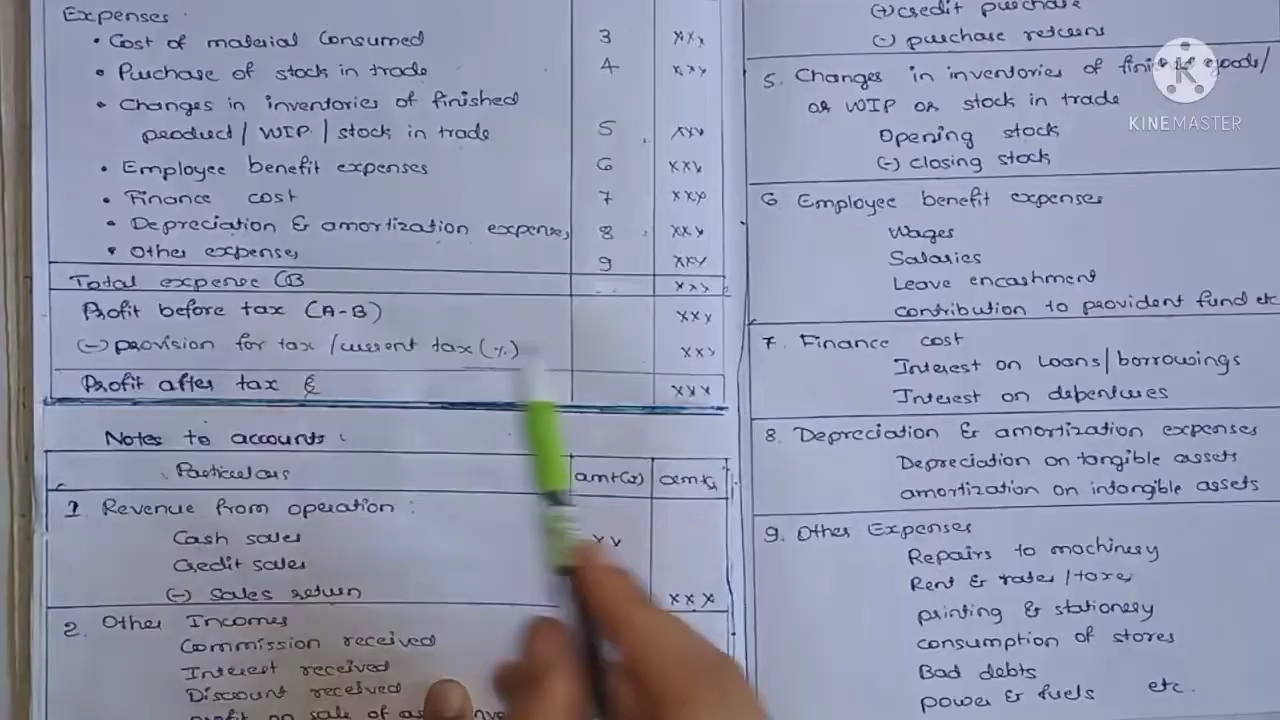 Expenses
• Cost of material consumed 3 xxx
• Purchase of stock in trade 4 xxx
• Changes in inventories of finished
product / WIP / stock in trade 5 xxx
• Employee benefit expenses 6 xxx
• Finance cost 7 xxx
• Depreciation & amortization expenses 8 xxx
• Other expenses 9 xxx
Total expense (B xxx
Profit before tax (A-B) xxx
(-) provision for tax / current tax (%) xxx
Profit after tax xxx
Notes to accounts:
Particulars amt(₹) amt
1 Revenue from operation:
Cash sales xx
Credit sales
(-) Sales return xxx
2. Other Incomes
Commission received
Interest received
Discount received
profit on sale of
(+) credit purchase
(-) purchase returns
5. Changes in inventories of finished goods/
or WIP or stock in trade
Opening stock
(-) closing stock
6 Employee benefit expenses
Wages
Salaries
Leave encashment
contribution to provident fund etc
7. Finance cost
Interest on Loans/borrowings
Interest on debentures
8. Depreciation & amortization expenses
Depreciation on tangible assets
amortization on intangible assets
9. Other Expenses
Repairs to machinery
Rent & rates / taxes
printing & stationery
consumption of stores
Bad debts
power & fuels etc.
K
KINEMASTER